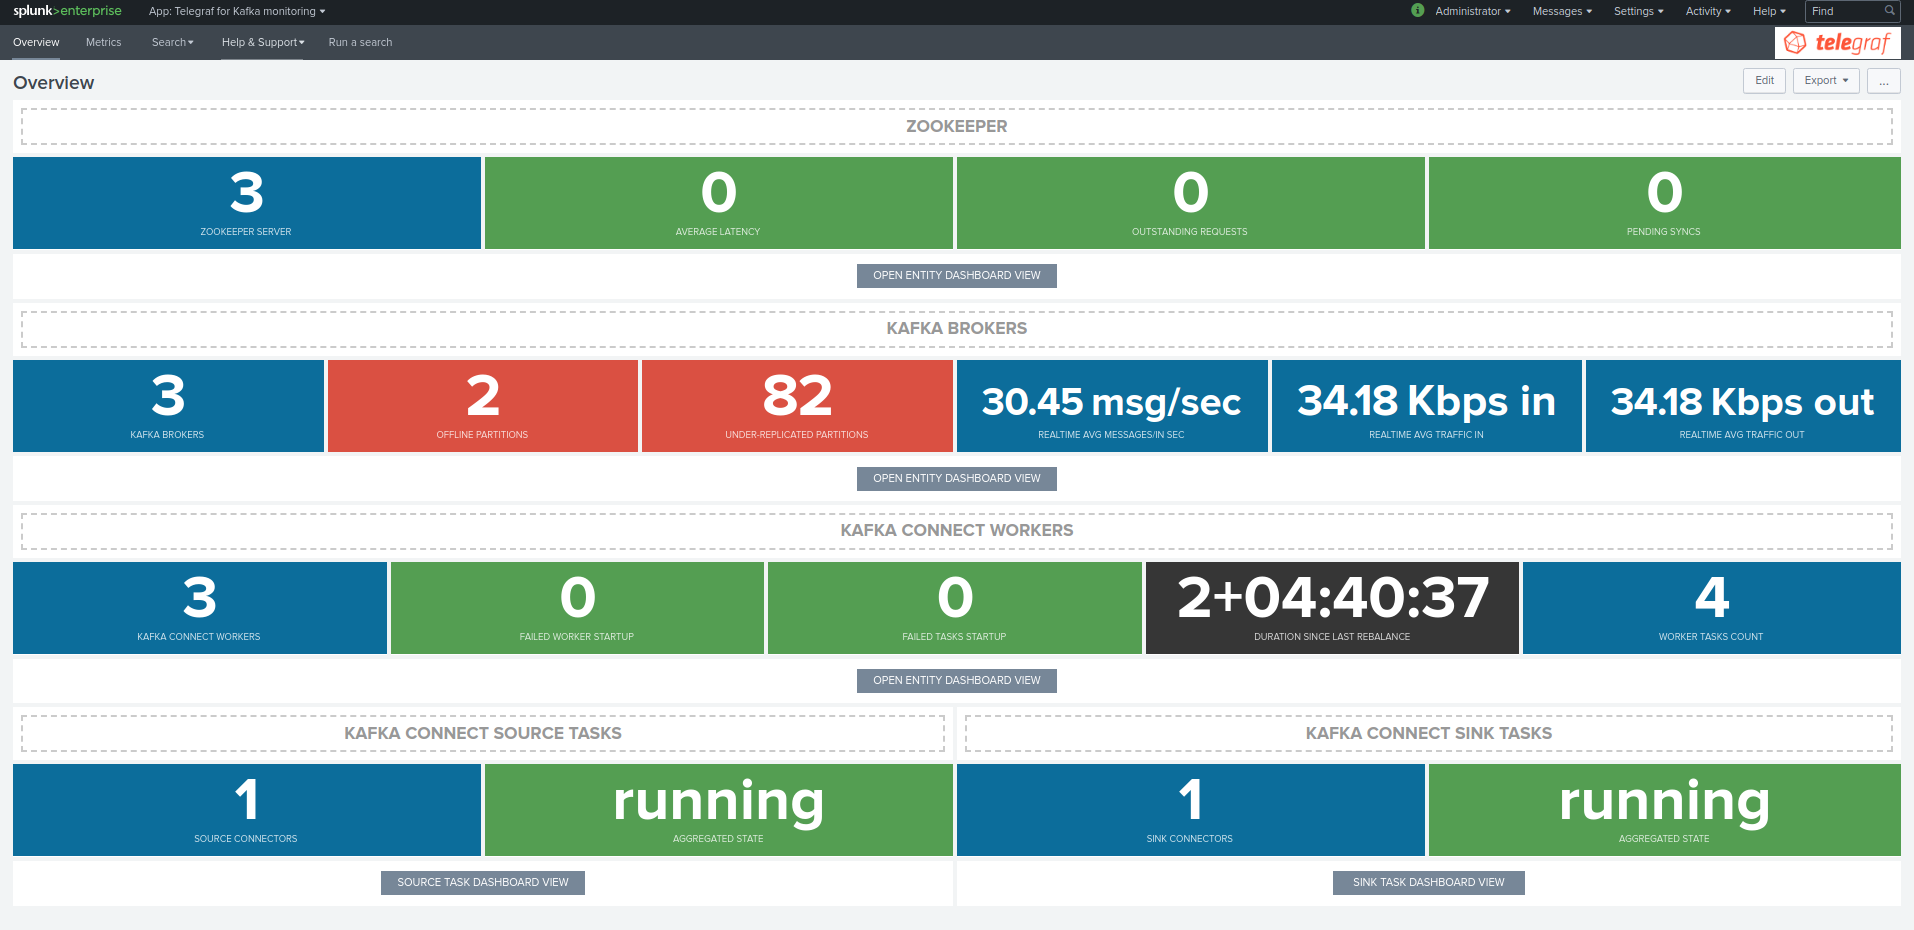 splunk>enterprise App: Telegraf for Kafka monitoring i Administrator Messages Settings Activity Help Find
Overview Metrics Search Help & Support Run a search telegraf
Overview Edit Export ...
ZOOKEEPER
3 0 0 0
ZOOKEEPER SERVER AVERAGE LATENCY OUTSTANDING REQUESTS PENDING SYNCS
OPEN ENTITY DASHBOARD VIEW
KAFKA BROKERS
3 2 82 30.45 msg/sec 34.18 Kbps in 34.18 Kbps out
KAFKA BROKERS OFFLINE PARTITIONS UNDER-REPLICATED PARTITIONS REALTIME AVG MESSAGES/IN SEC REALTIME AVG TRAFFIC IN REALTIME AVG TRAFFIC OUT
OPEN ENTITY DASHBOARD VIEW
KAFKA CONNECT WORKERS
3 0 0 2+04:40:37 4
KAFKA CONNECT WORKERS FAILED WORKER STARTUP FAILED TASKS STARTUP DURATION SINCE LAST REBALANCE WORKER TASKS COUNT
OPEN ENTITY DASHBOARD VIEW
KAFKA CONNECT SOURCE TASKS KAFKA CONNECT SINK TASKS
1 running 1 running
SOURCE CONNECTORS AGGREGATED STATE SINK CONNECTORS AGGREGATED STATE
SOURCE TASK DASHBOARD VIEW SINK TASK DASHBOARD VIEW